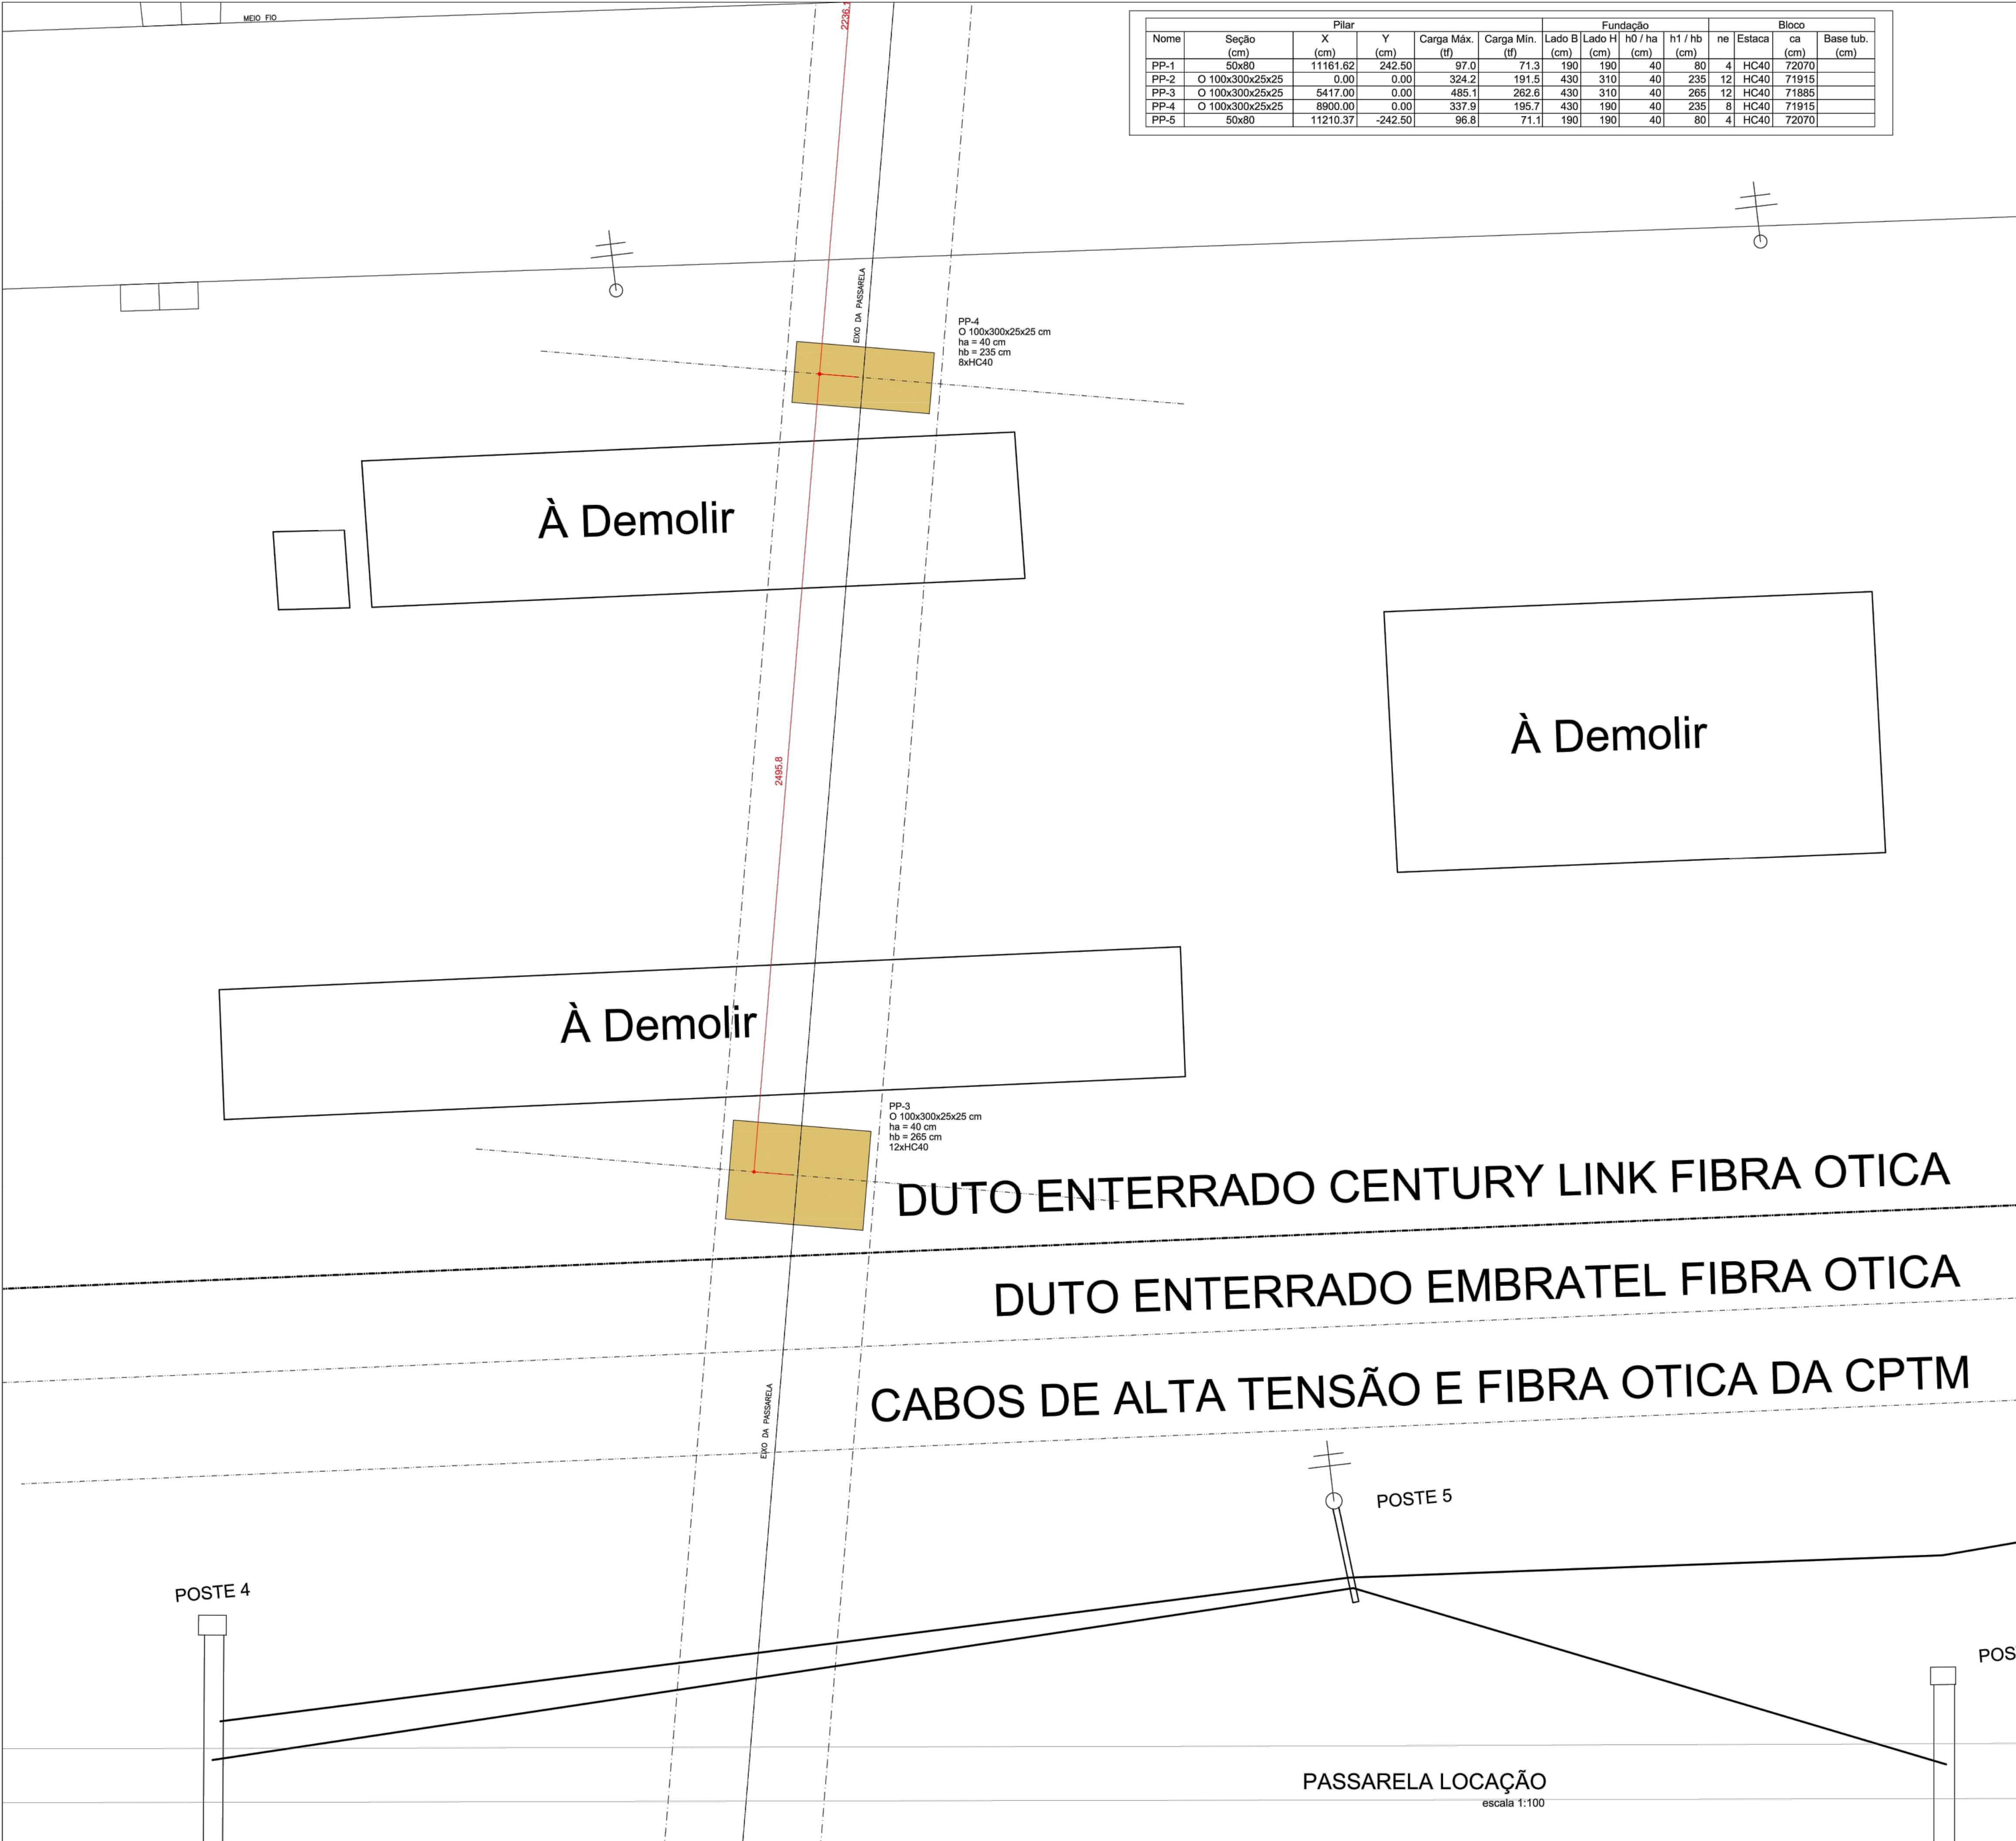 MEIO FIO
2236.1
Pilar Fundação Bloco
Nome Seção X Y Carga Máx. Carga Mín. Lado B Lado H h0 / ha h1 / hb ne Estaca ca Base tub.
(cm) (cm) (cm) (tf) (tf) (cm) (cm) (cm) (cm) (cm) (cm)
PP-1 50x80 11161.62 242.50 97.0 71.3 190 190 40 80 4 HC40 72070
PP-2 O 100x300x25x25 0.00 0.00 324.2 191.5 430 310 40 235 12 HC40 71915
PP-3 O 100x300x25x25 5417.00 0.00 485.1 262.6 430 310 40 265 12 HC40 71885
PP-4 O 100x300x25x25 8900.00 0.00 337.9 195.7 430 190 40 235 8 HC40 71915
PP-5 50x80 11210.37 -242.50 96.8 71.1 190 190 40 80 4 HC40 72070
EIXO DA PASSARELA
PP-4
O 100x300x25x25 cm
ha = 40 cm
hb = 235 cm
8xHC40
À Demolir
À Demolir
2495.8
À Demolir
PP-3
O 100x300x25x25 cm
ha = 40 cm
hb = 265 cm
12xHC40
DUTO ENTERRADO CENTURY LINK FIBRA OTICA
DUTO ENTERRADO EMBRATEL FIBRA OTICA
CABOS DE ALTA TENSÃO E FIBRA OTICA DA CPTM
EIXO DA PASSARELA
POSTE 5
POSTE 4
POS
PASSARELA LOCAÇÃO
escala 1:100